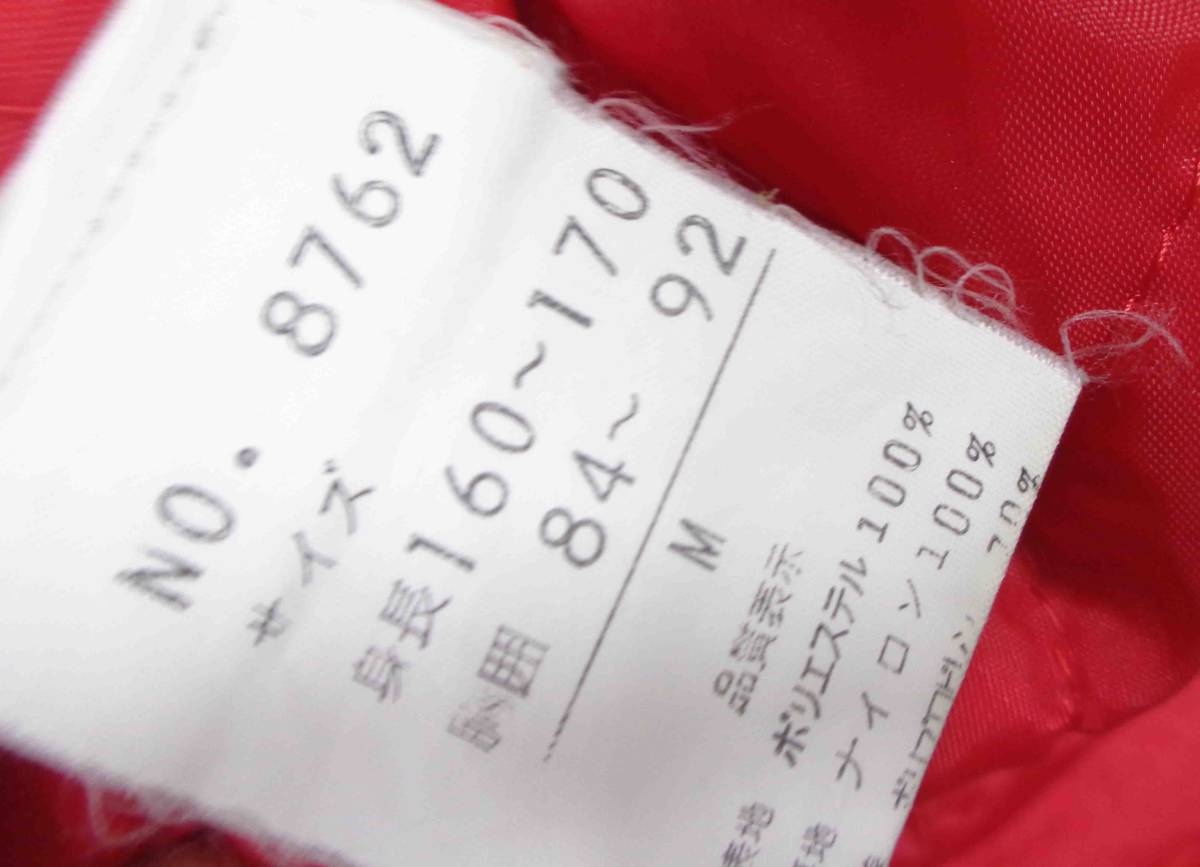 NO. 8762
サイズ
身長160~170
胸囲 84~ 92
M
品質表示
表地 ポリエステル100%
地 ナイロン100%